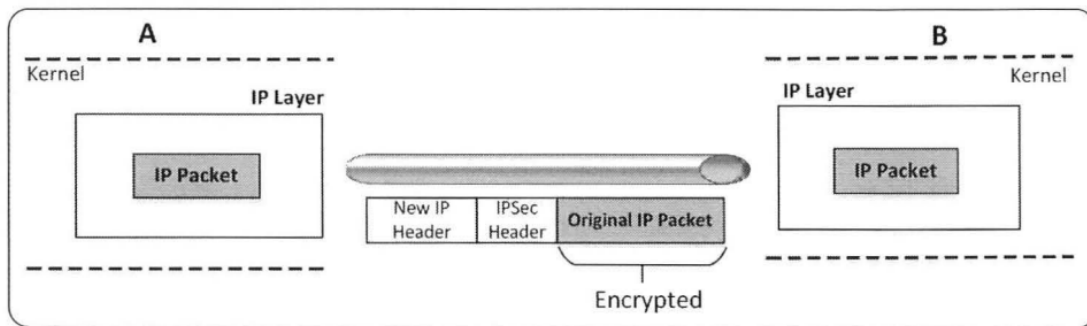 A
B
Kernel
Kernel
IP Layer
IP Layer
IP Packet
IP Packet
New IP
Header
IPSec
Header
Original IP Packet
Encrypted